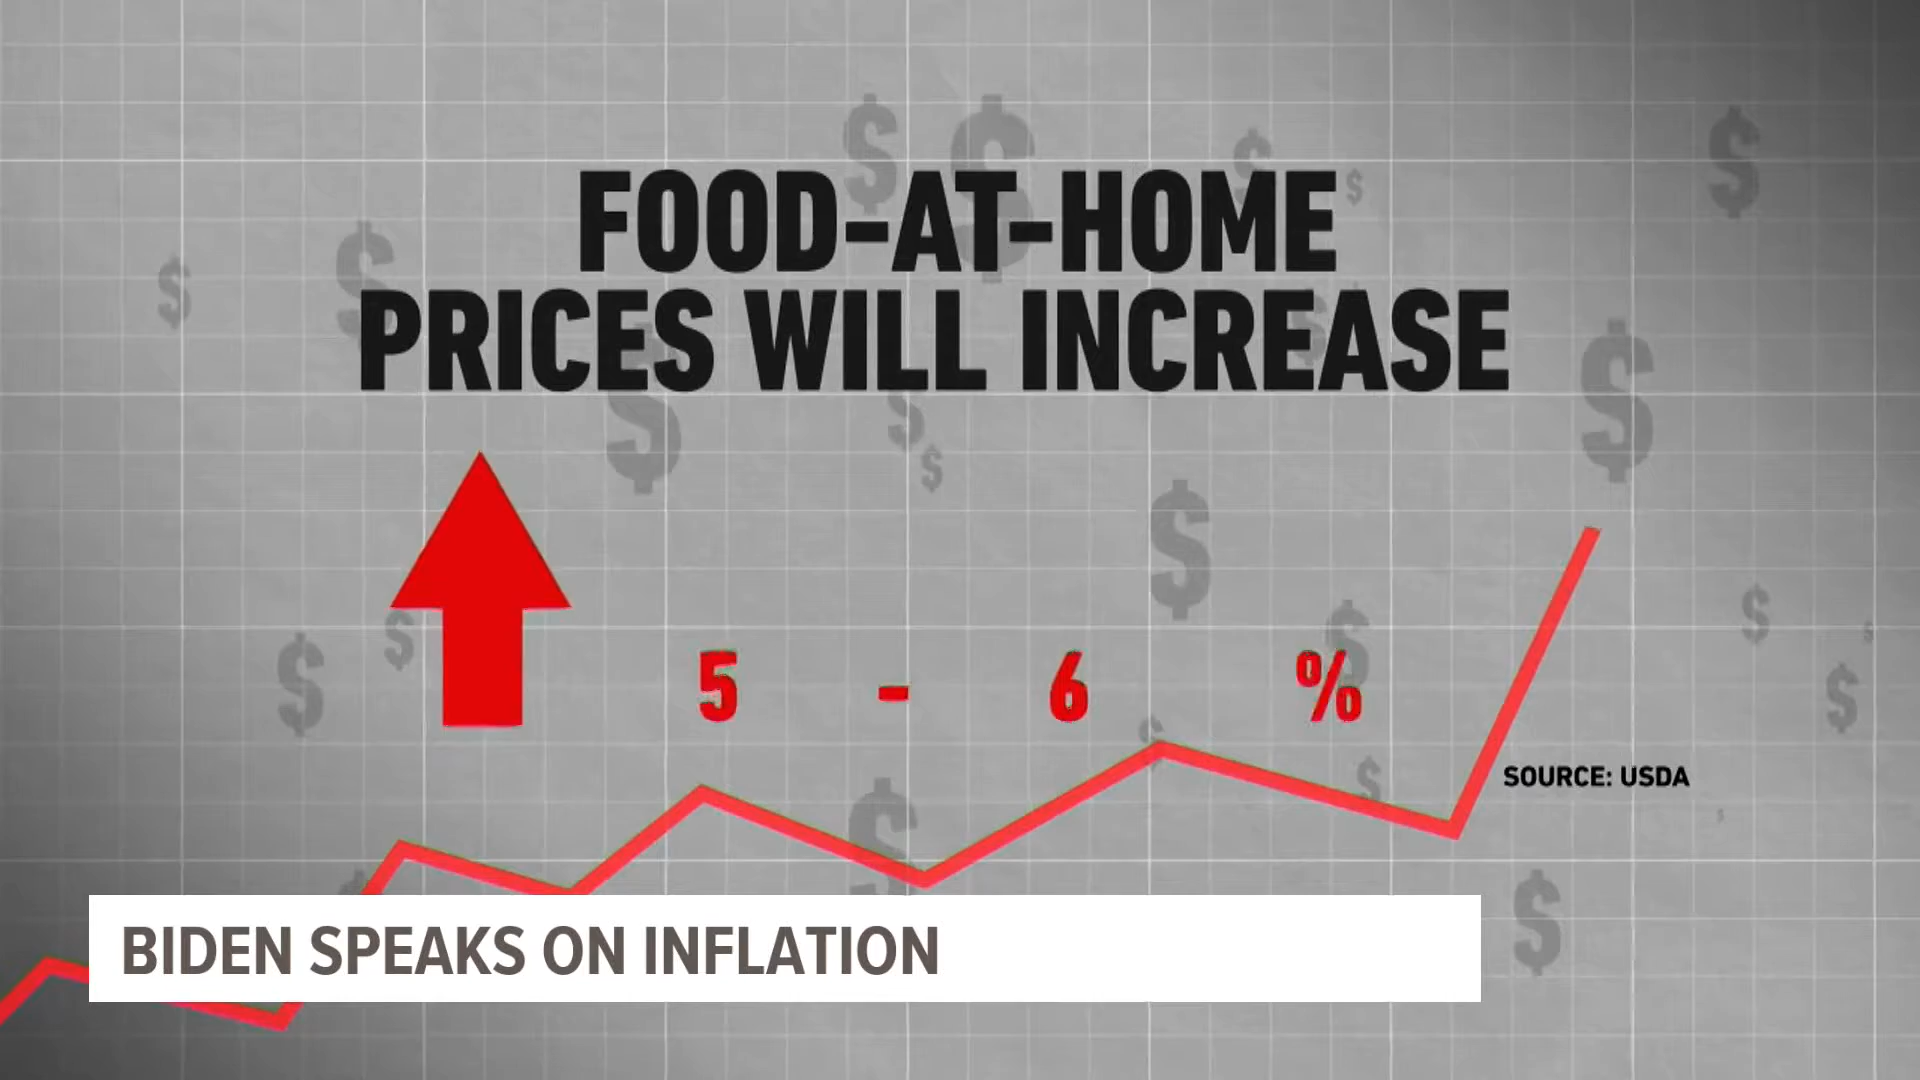 FOOD-AT-HOME
PRICES WILL INCREASE
5 - 6 %
SOURCE: USDA
BIDEN SPEAKS ON INFLATION